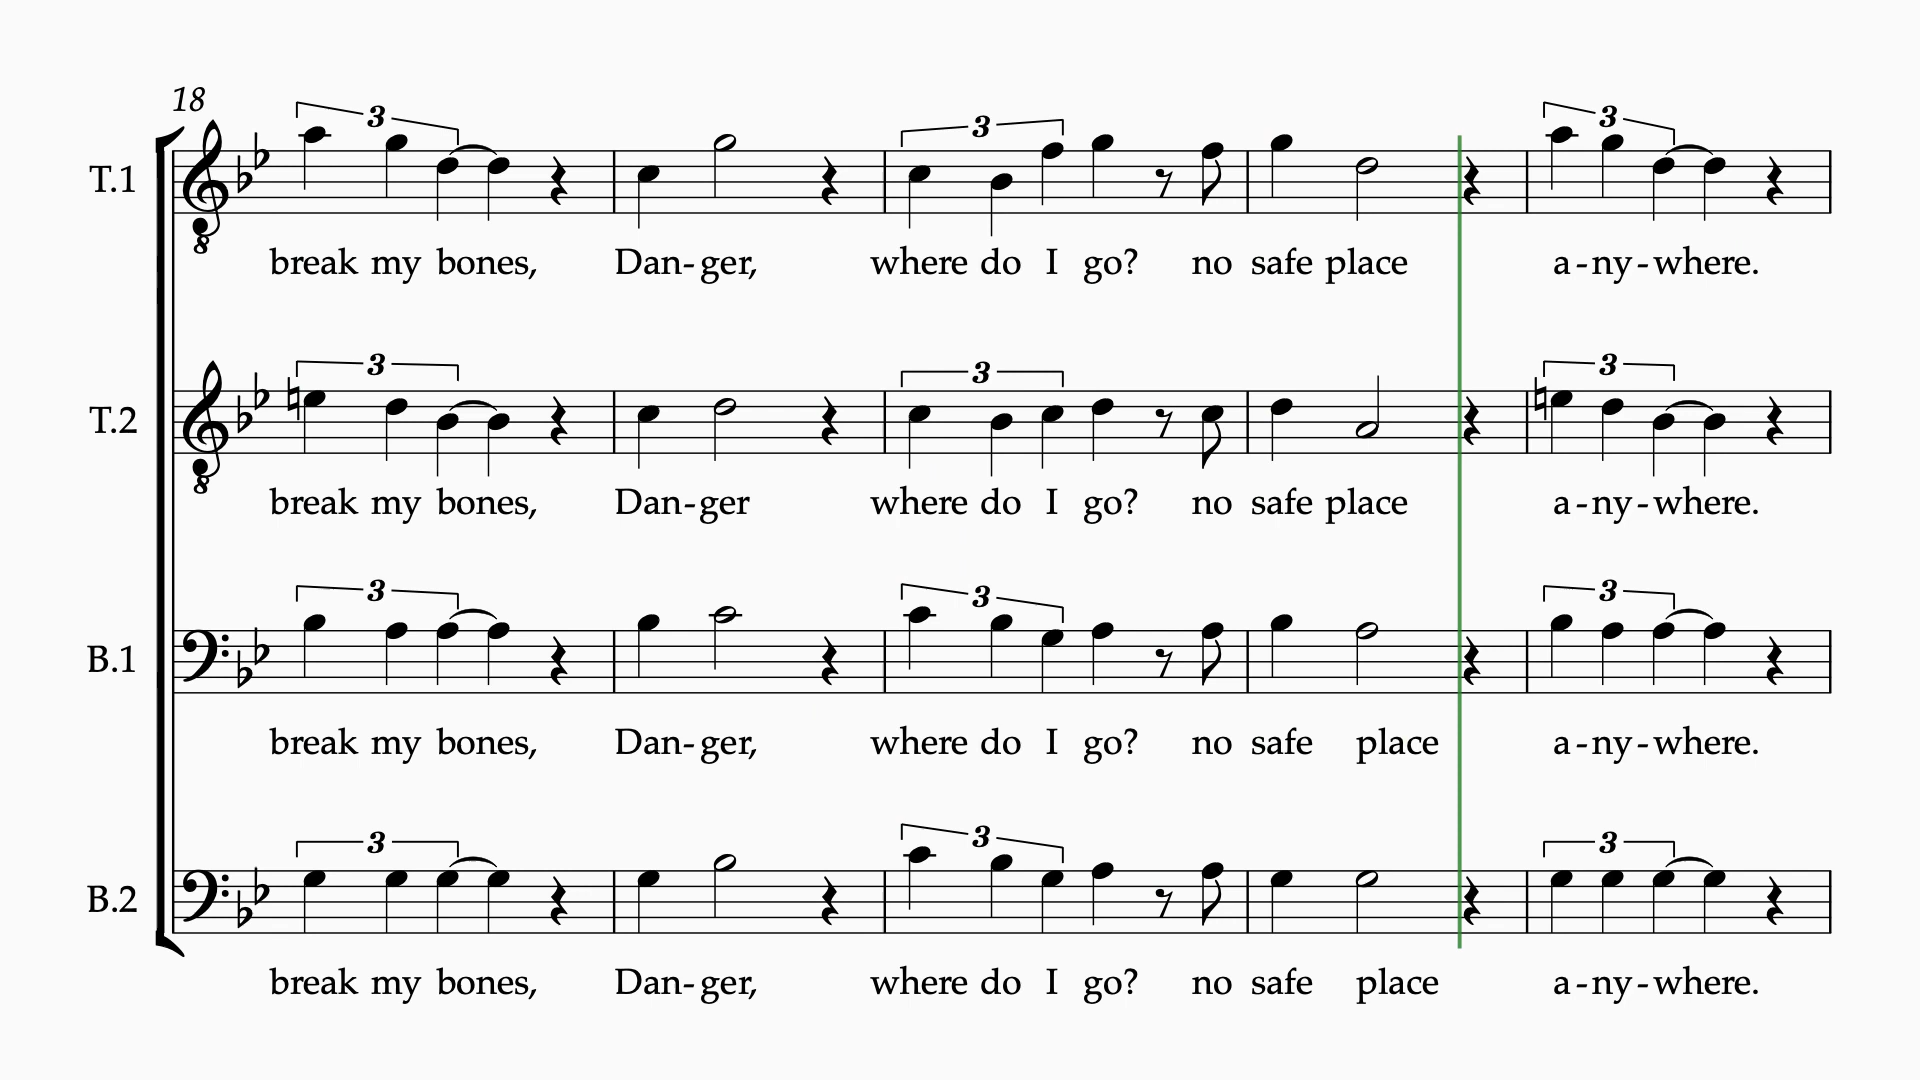 18
3 3 3
T.1
8
break my bones, Dan-ger, where do I go? no safe place a-ny-where.
3 3 3
T.2
8
break my bones, Dan-ger where do I go? no safe place a-ny-where.
3 3 3
B.1
break my bones, Dan-ger, where do I go? no safe place a-ny-where.
3 3 3
B.2
break my bones, Dan-ger, where do I go? no safe place a-ny-where.